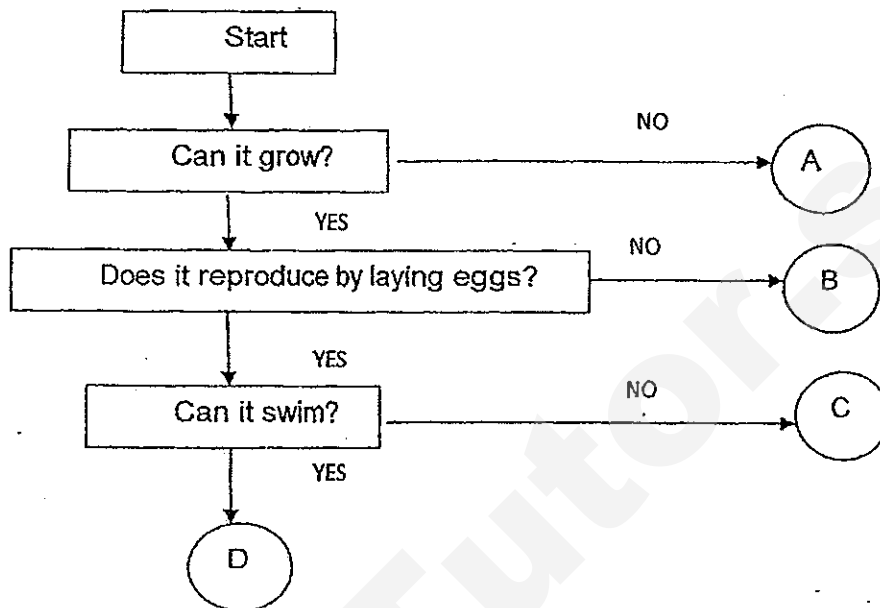 Start
NO
Can it grow?
A
YES
NO
Does it reproduce by laying eggs?
B
YES
NO
Can it swim?
C
YES
D
Tutor.s